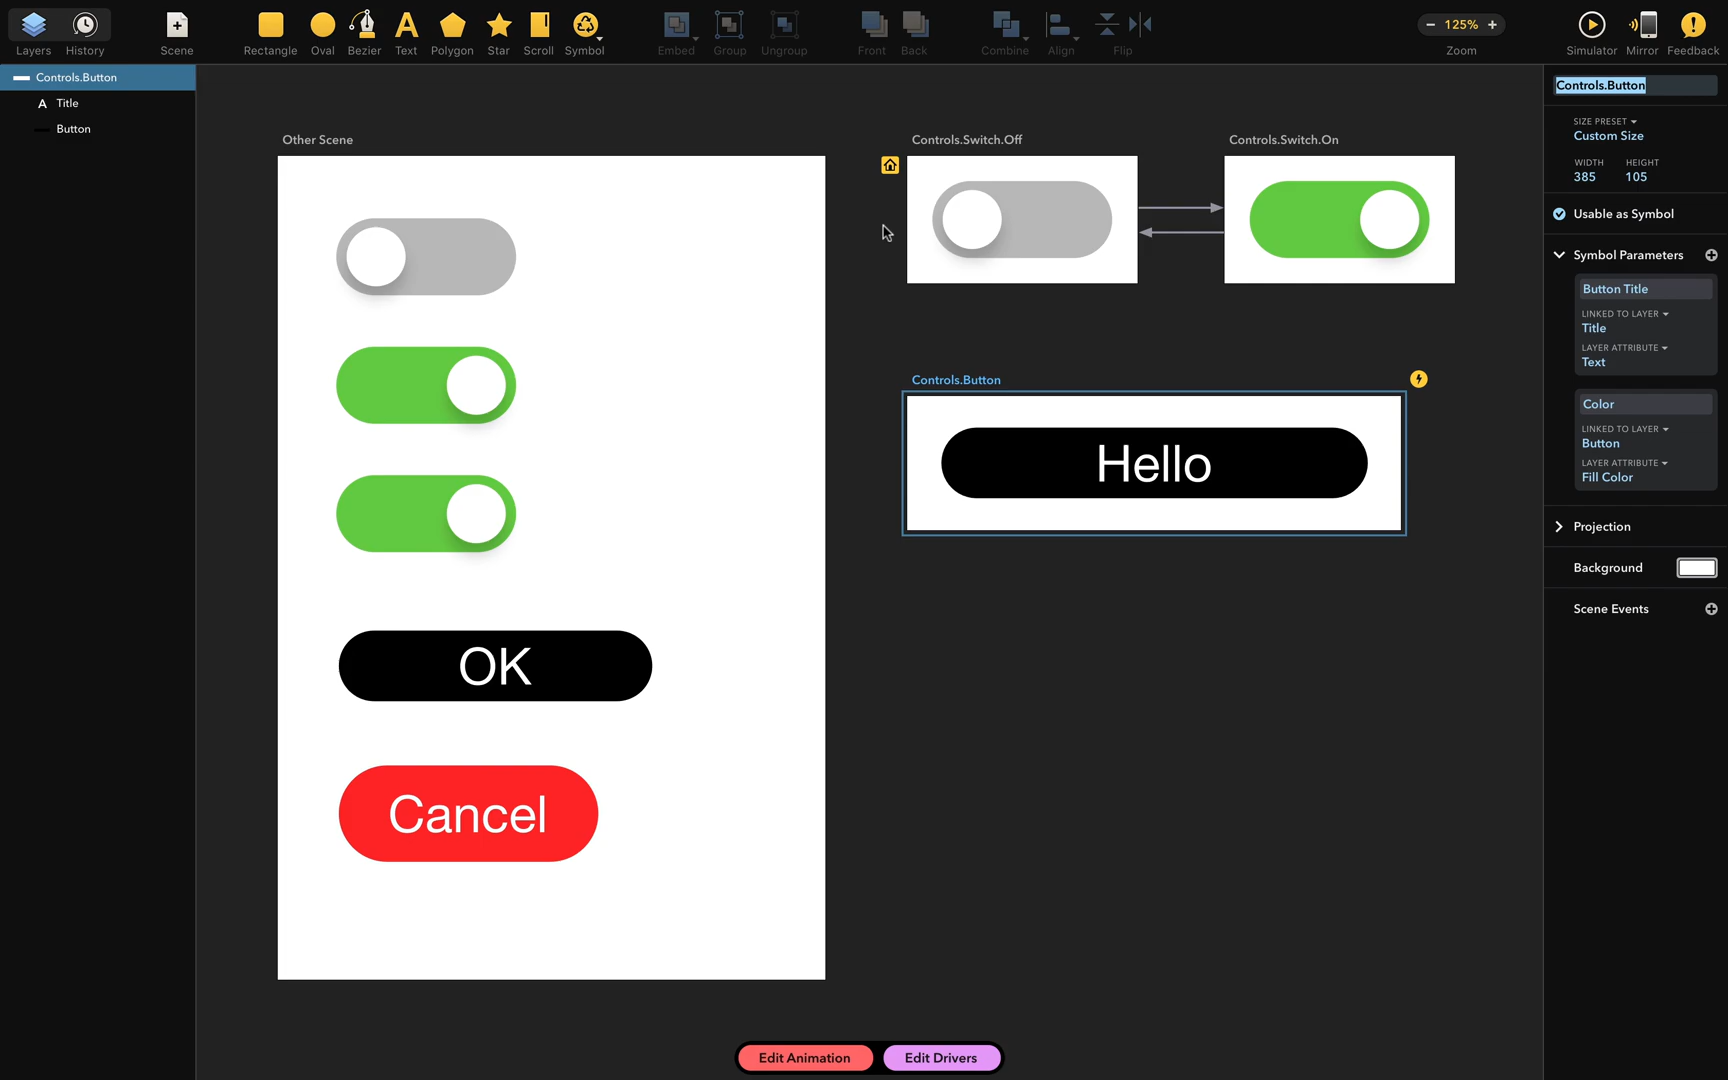 Layers
History
Scene
Rectangle
Oval
Bezier
Text
Polygon
Star
Scroll
Symbol
Embed
Group
Ungroup
Front
Back
Combine
Align
Flip
125%
Zoom
Simulator
Mirror
Feedback
Controls.Button
A Title
Button
Other Scene
OK
Cancel
Controls.Switch.Off
Controls.Switch.On
Controls.Button
Hello
Edit Animation
Edit Drivers
Controls.Button
SIZE PRESET
Custom Size
WIDTH HEIGHT
385 105
Usable as Symbol
Symbol Parameters
Button Title
LINKED TO LAYER
Title
LAYER ATTRIBUTE
Text
Color
LINKED TO LAYER
Button
LAYER ATTRIBUTE
Fill Color
Projection
Background
Scene Events